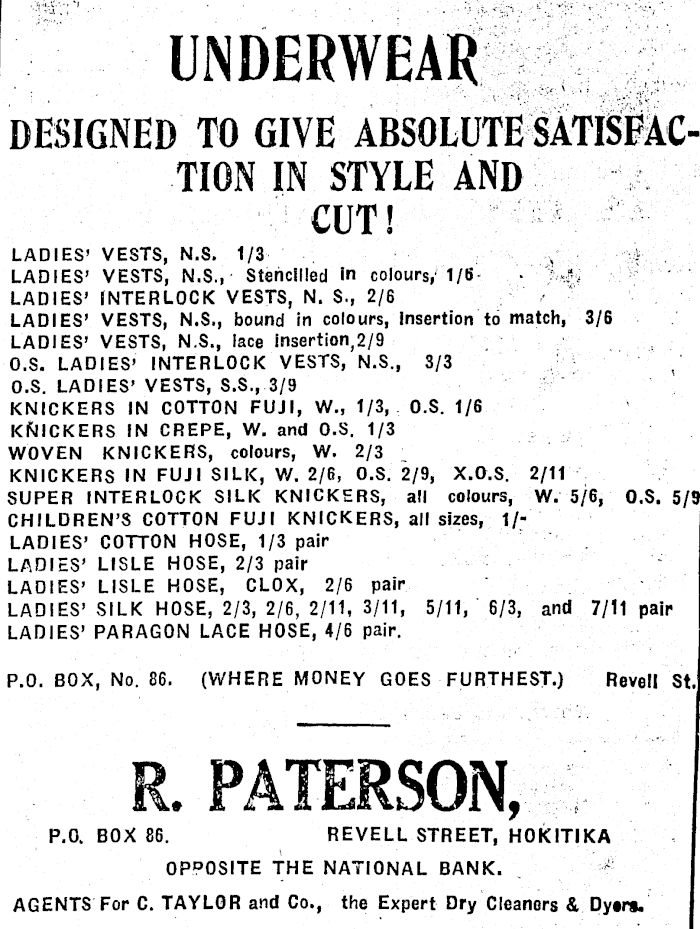 UNDERWEAR
DESIGNED TO GIVE ABSOLUTE SATISFAC-
TION IN STYLE AND
CUT!
LADIES' VESTS, N.S. 1/3
LADIES' VESTS, N.S., Stencilled in colours, 1/6
LADIES' INTERLOCK VESTS, N. S., 2/6
LADIES' VESTS, N.S., bound in colours, insertion to match, 3/6
LADIES' VESTS, N.S., lace insertion, 2/9
O.S. LADIES' INTERLOCK VESTS, N.S., 3/3
O.S. LADIES' VESTS, S.S., 3/9
KNICKERS IN COTTON FUJI, W., 1/3, O.S. 1/6
KNICKERS IN CREPE, W. and O.S. 1/3
WOVEN KNICKERS, colours, W. 2/3
KNICKERS IN FUJI SILK, W. 2/6, O.S. 2/9, X.O.S. 2/11
SUPER INTERLOCK SILK KNICKERS, all colours, W. 5/6, O.S. 5/9
CHILDREN'S COTTON FUJI KNICKERS, all sizes, 1/-
LADIES' COTTON HOSE, 1/3 pair
LADIES' LISLE HOSE, 2/3 pair
LADIES' LISLE HOSE, CLOX, 2/6 pair
LADIES' SILK HOSE, 2/3, 2/6, 2/11, 3/11, 5/11, 6/3, and 7/11 pair
LADIES' PARAGON LACE HOSE, 4/6 pair.
P.O. BOX, No. 86. (WHERE MONEY GOES FURTHEST.) Revell St.
R. PATERSON,
P.O. BOX 86. REVELL STREET, HOKITIKA
OPPOSITE THE NATIONAL BANK.
AGENTS For C. TAYLOR and Co., the Expert Dry Cleaners & Dyers.